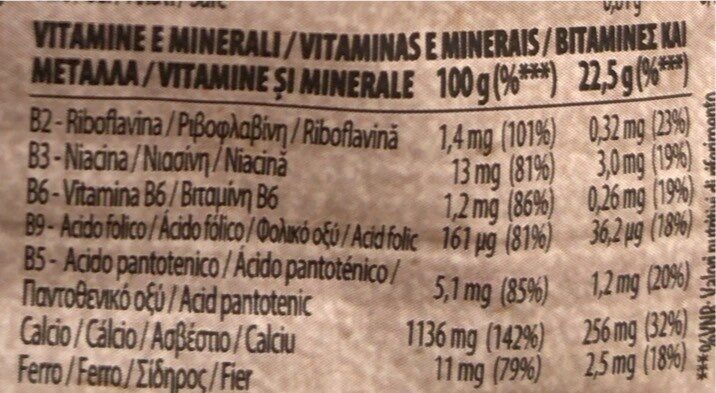 VITAMINE E MINERALI / VITAMINAS E MINERAIS / ΒΙΤΑΜΙΝΕΣ ΚΑΙ
ΜΕΤΑΛΛΑ / VITAMINE ȘI MINERALE 100 g (%***) 22,5 g (%***)
B2 - Riboflavina / Ριβοφλαβίνη / Riboflavină 1,4 mg (101%) 0,32 mg (23%)
B3 - Niacina / Νιασίνη / Niacină 13 mg (81%) 3,0 mg (19%)
B6 - Vitamina B6 / Βιταμίνη B6 1,2 mg (86%) 0,26 mg (19%)
B9 - Acido folico / Ácido fólico / Φολικό οξύ / Acid folic 161 µg (81%) 36,2 µg (18%)
B5 - Acido pantotenico / Ácido pantoténico /
Παντοθενικό οξύ / Acid pantotenic 5,1 mg (85%) 1,2 mg (20%)
Calcio / Cálcio / Ασβέστιο / Calciu 1136 mg (142%) 256 mg (32%)
Ferro / Ferro / Σίδηρος / Fier 11 mg (79%) 2,5 mg (18%)
Valori nutritivi di riferimento